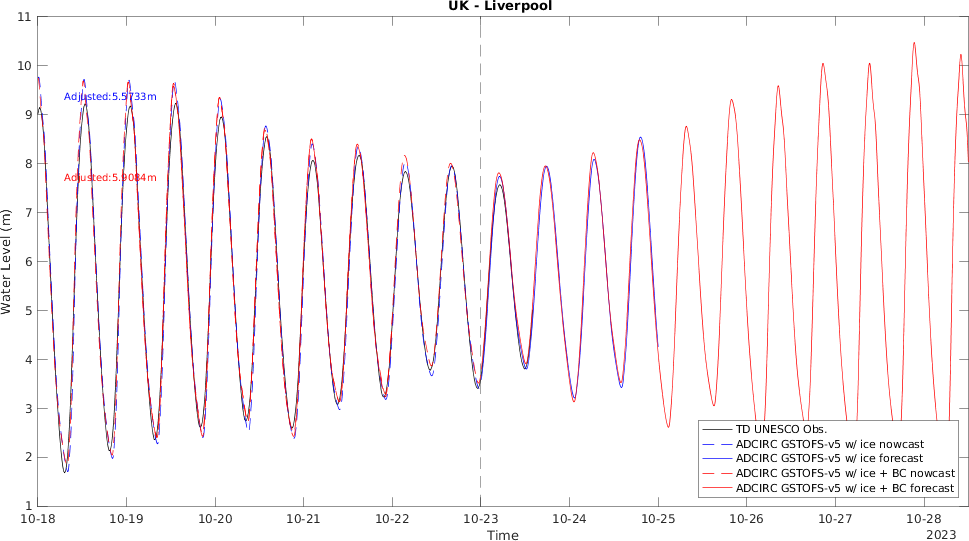 UK - Liverpool
11
10
9
8
7
6
5
4
3
2
1
Water Level (m)
Adjusted:5.5733m
Adjusted:5.9084m
TD UNESCO Obs.
ADCIRC GSTOFS-v5 w/ ice nowcast
ADCIRC GSTOFS-v5 w/ ice forecast
ADCIRC GSTOFS-v5 w/ ice + BC nowcast
ADCIRC GSTOFS-v5 w/ ice + BC forecast
10-18 10-19 10-20 10-21 10-22 10-23 10-24 10-25 10-26 10-27 10-28
Time
2023